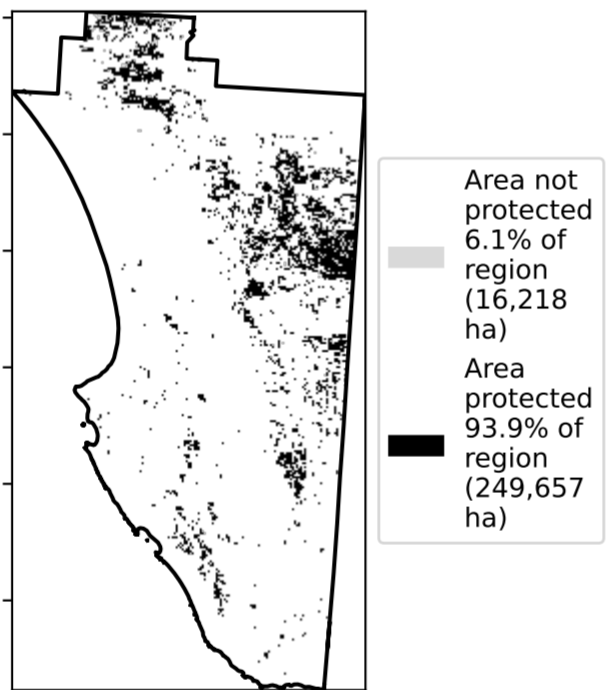 Area not
protected
6.1% of
region
(16,218
ha)
Area
protected
93.9% of
region
(249,657
ha)